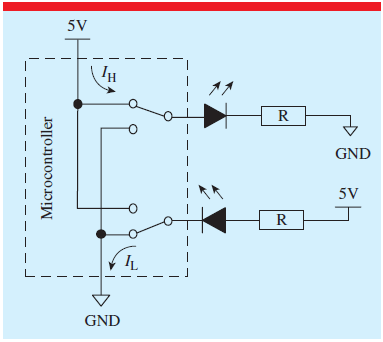 5V
I_H
R
GND
Microcontroller
5V
R
I_L
GND